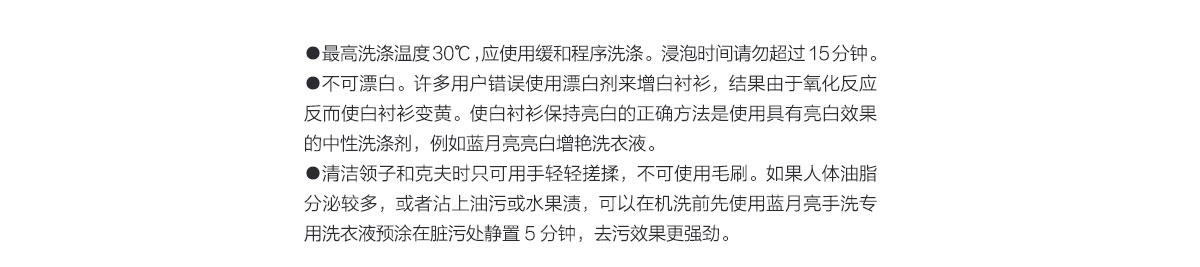 ●最高洗涤温度30℃,应使用缓和程序洗涤。浸泡时间请勿超过15分钟。
●不可漂白。许多用户错误使用漂白剂来增白衬衫，结果由于氧化反应
反而使白衬衫变黄。使白衬衫保持亮白的正确方法是使用具有亮白效果
的中性洗涤剂，例如蓝月亮亮白增艳洗衣液。
●清洁领子和克夫时只可用手轻轻搓揉，不可使用毛刷。如果人体油脂
分泌较多，或者沾上油污或水果渍，可以在机洗前先使用蓝月亮手洗专
用洗衣液预涂在脏污处静置5分钟，去污效果更强劲。